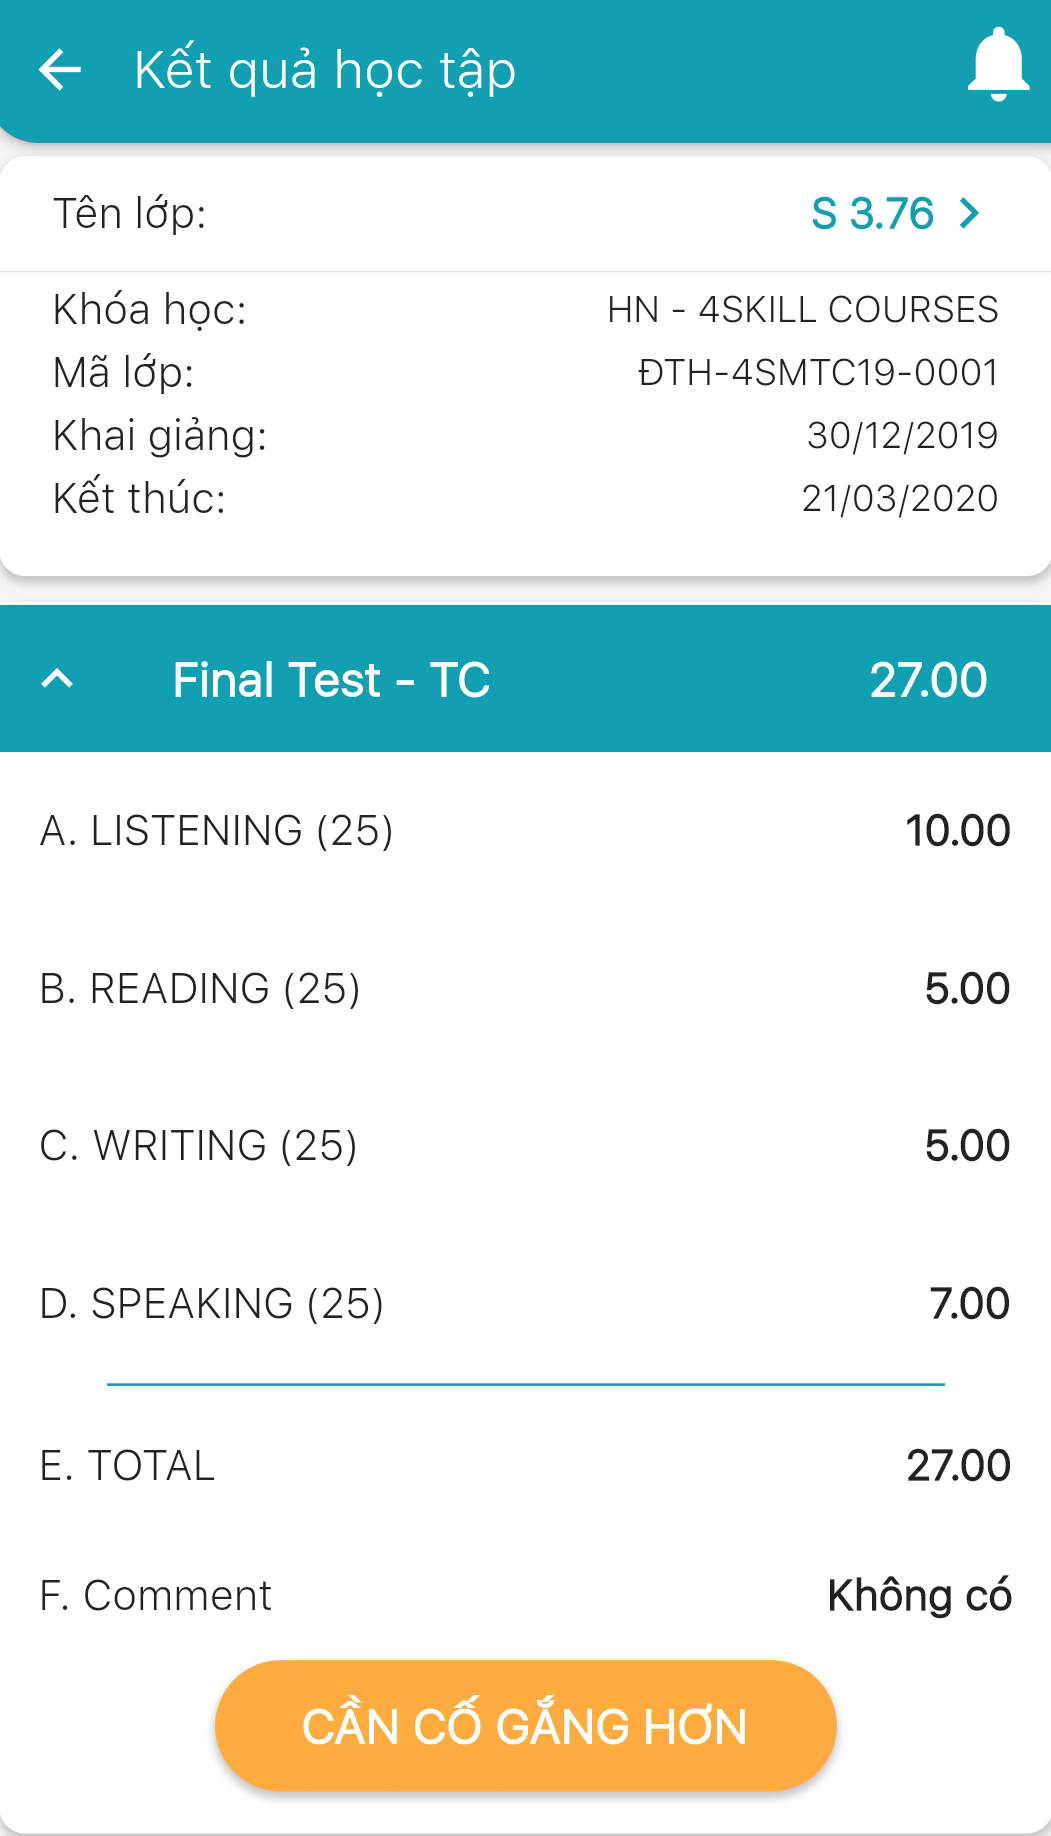 Kết quả học tập
Tên lớp: S 3.76
Khóa học: HN - 4SKILL COURSES
Mã lớp: ĐTH-4SMTC19-0001
Khai giảng: 30/12/2019
Kết thúc: 21/03/2020
Final Test - TC 27.00
A. LISTENING (25) 10.00
B. READING (25) 5.00
C. WRITING (25) 5.00
D. SPEAKING (25) 7.00
E. TOTAL 27.00
F. Comment Không có
CẦN CỐ GẮNG HƠN